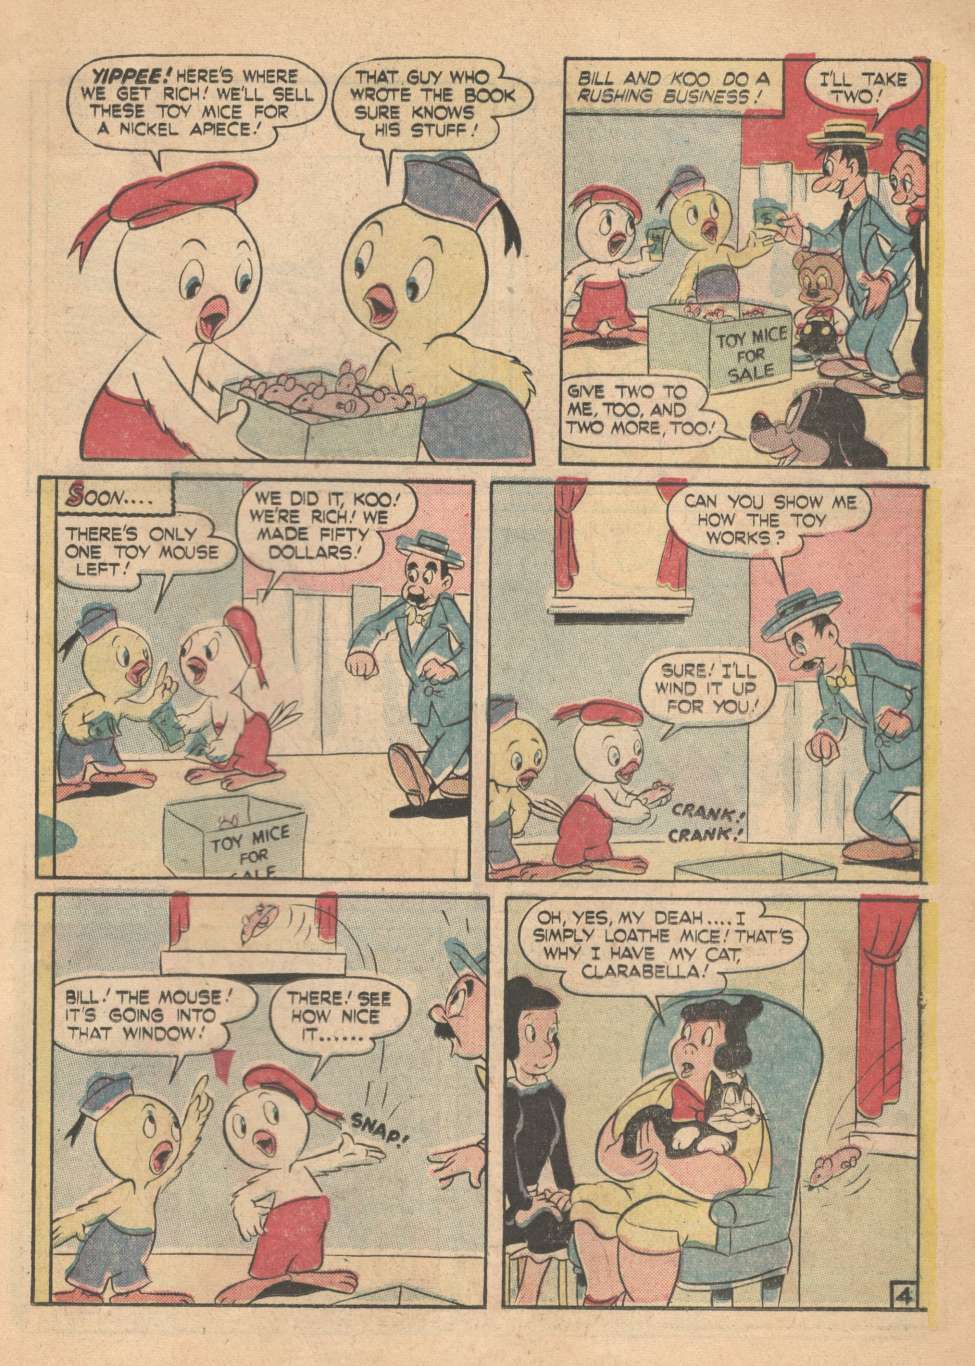 YIPPEE! HERE'S WHERE
WE GET RICH! WE'LL SELL
THESE TOY MICE FOR
A NICKEL APIECE!
THAT GUY WHO
WROTE THE BOOK
SURE KNOWS
HIS STUFF!
BILL AND KOO DO A
RUSHING BUSINESS!
I'LL TAKE
TWO!
$
TOY MICE
FOR
SALE
GIVE TWO TO
ME, TOO, AND
TWO MORE, TOO!
SOON....
THERE'S ONLY
ONE TOY MOUSE
LEFT!
WE DID IT, KOO!
WE'RE RICH! WE
MADE FIFTY
DOLLARS!
TOY MICE
FOR
SALE
CAN YOU SHOW ME
HOW THE TOY
WORKS?
SURE! I'LL
WIND IT UP
FOR YOU!
CRANK!
CRANK!
BILL! THE MOUSE!
IT'S GOING INTO
THAT WINDOW!
THERE! SEE
HOW NICE
IT......
SNAP!
OH, YES, MY DEAH....I
SIMPLY LOATHE MICE! THAT'S
WHY I HAVE MY CAT,
CLARABELLA!
4